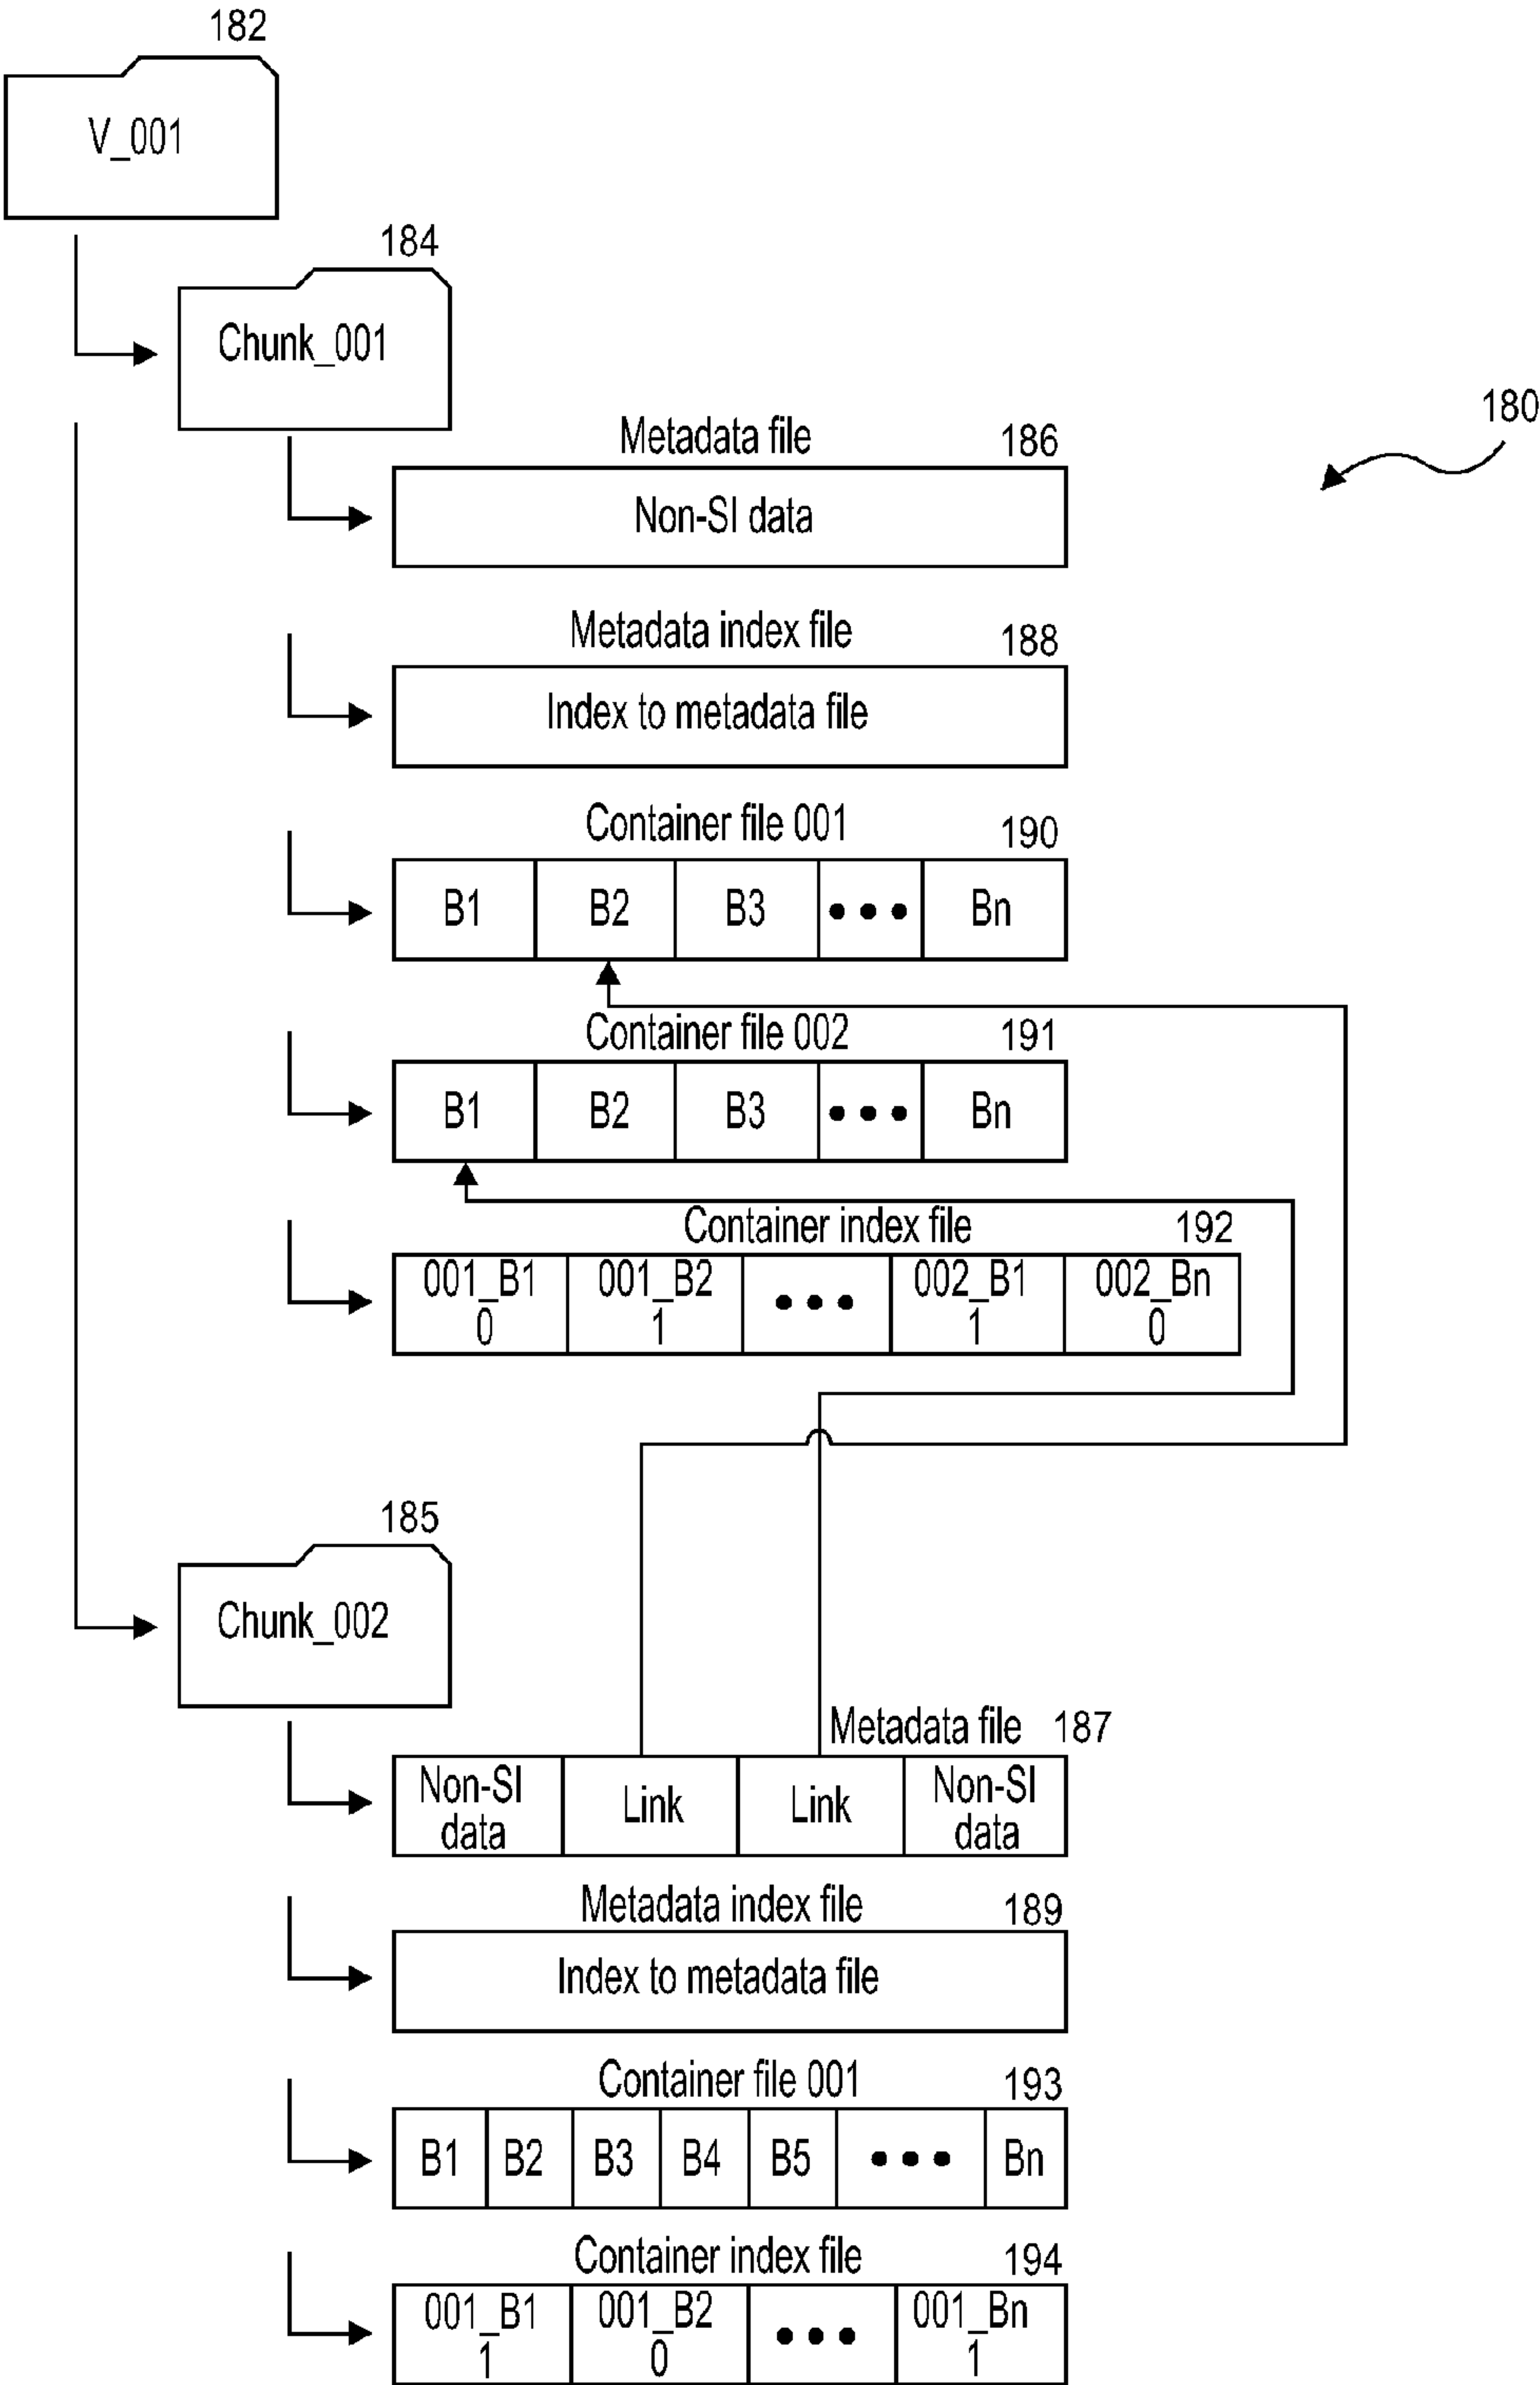 182
V_001
184
Chunk_001
180
Metadata file 186
Non-SI data
Metadata index file 188
Index to metadata file
Container file 001 190
B1 B2 B3 ••• Bn
Container file 002 191
B1 B2 B3 ••• Bn
Container index file 192
001_B1 001_B2 ••• 002_B1 002_Bn
0 1 1 0
185
Chunk_002
Metadata file 187
Non-SI Link Link Non-SI
data data
Metadata index file 189
Index to metadata file
Container file 001 193
B1 B2 B3 B4 B5 ••• Bn
Container index file 194
001_B1 001_B2 ••• 001_Bn
1 0 1